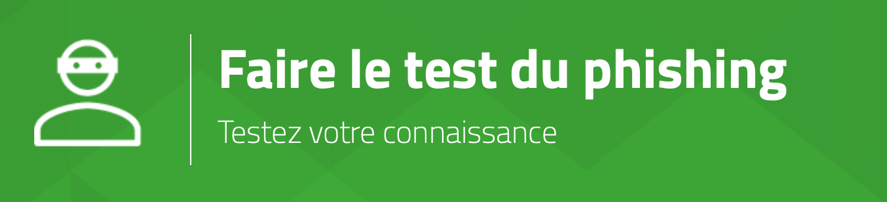 Faire le test du phishing
Testez votre connaissance